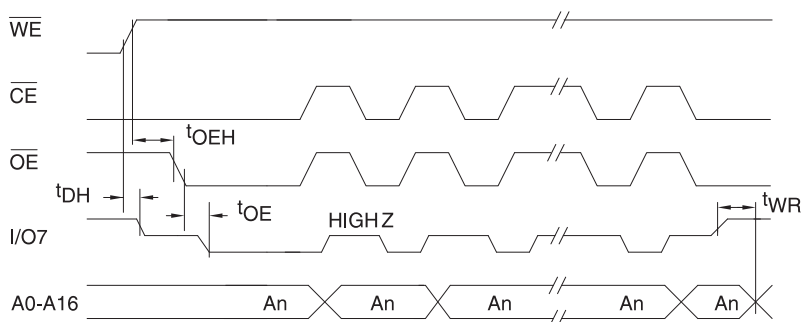 WE
CE
tOEH
OE
tDH
tOE
tWR
HIGH Z
I/O7
A0-A16 An An An An An